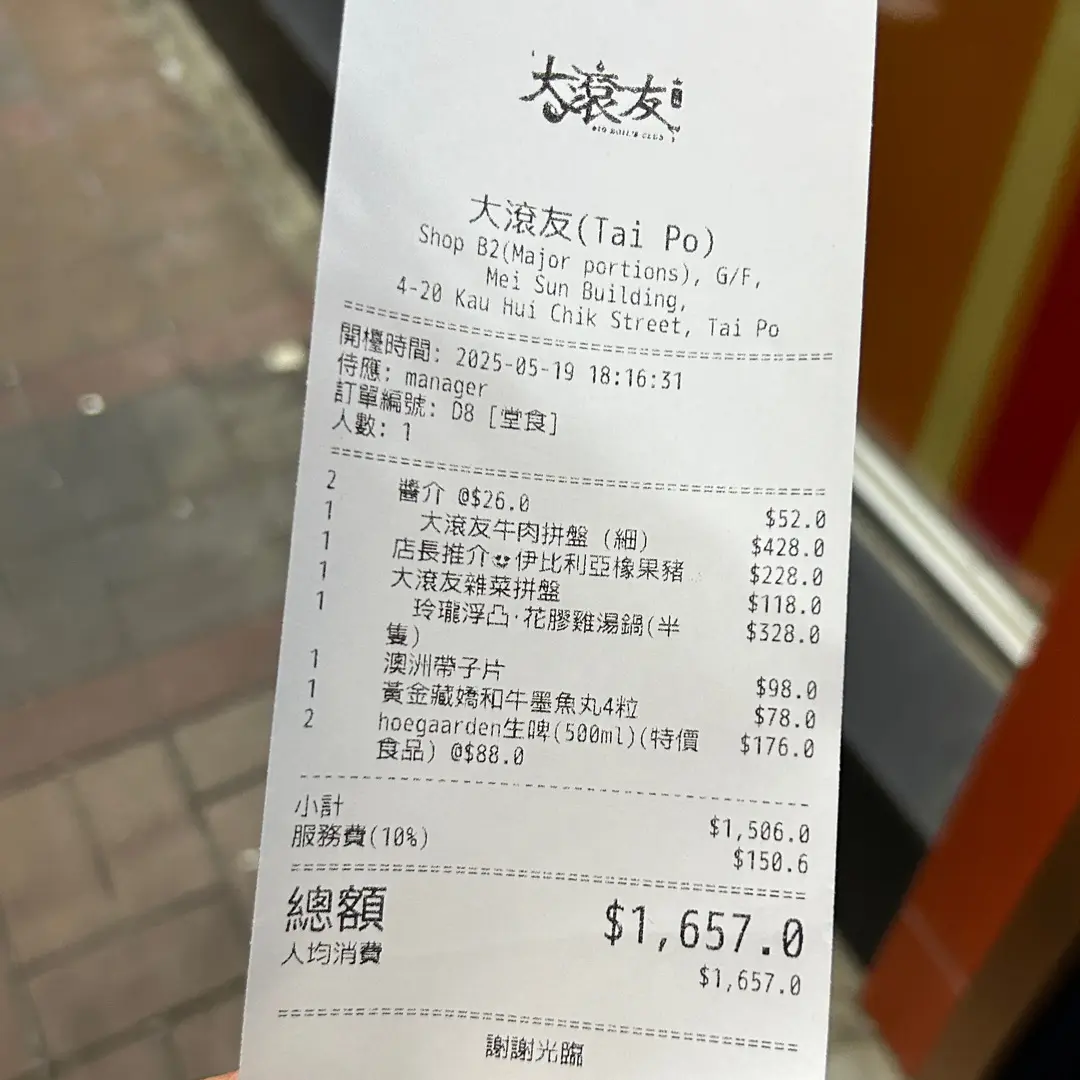 大滾友
BIG BOIL'S CLUB
大滾友(Tai Po)
Shop B2(Major portions), G/F,
Mei Sun Building,
4-20 Kau Hui Chik Street, Tai Po
開檯時間: 2025-05-19 18:16:31
侍應: manager
訂單編號: D8 [堂食]
人數: 1
2 醬介 @$26.0 $52.0
1 大滾友牛肉拼盤 (細) $428.0
1 店長推介😍伊比利亞橡果豬 $228.0
1 大滾友雜菜拼盤 $118.0
1 玲瓏浮凸·花膠雞湯鍋(半 $328.0
隻)
1 澳洲帶子片 $98.0
1 黃金藏嬌和牛墨魚丸4粒 $78.0
2 hoegaarden生啤(500ml)(特價 $176.0
食品) @$88.0
小計 $1,506.0
服務費(10%) $150.6
總額 $1,657.0
人均消費 $1,657.0
謝謝光臨